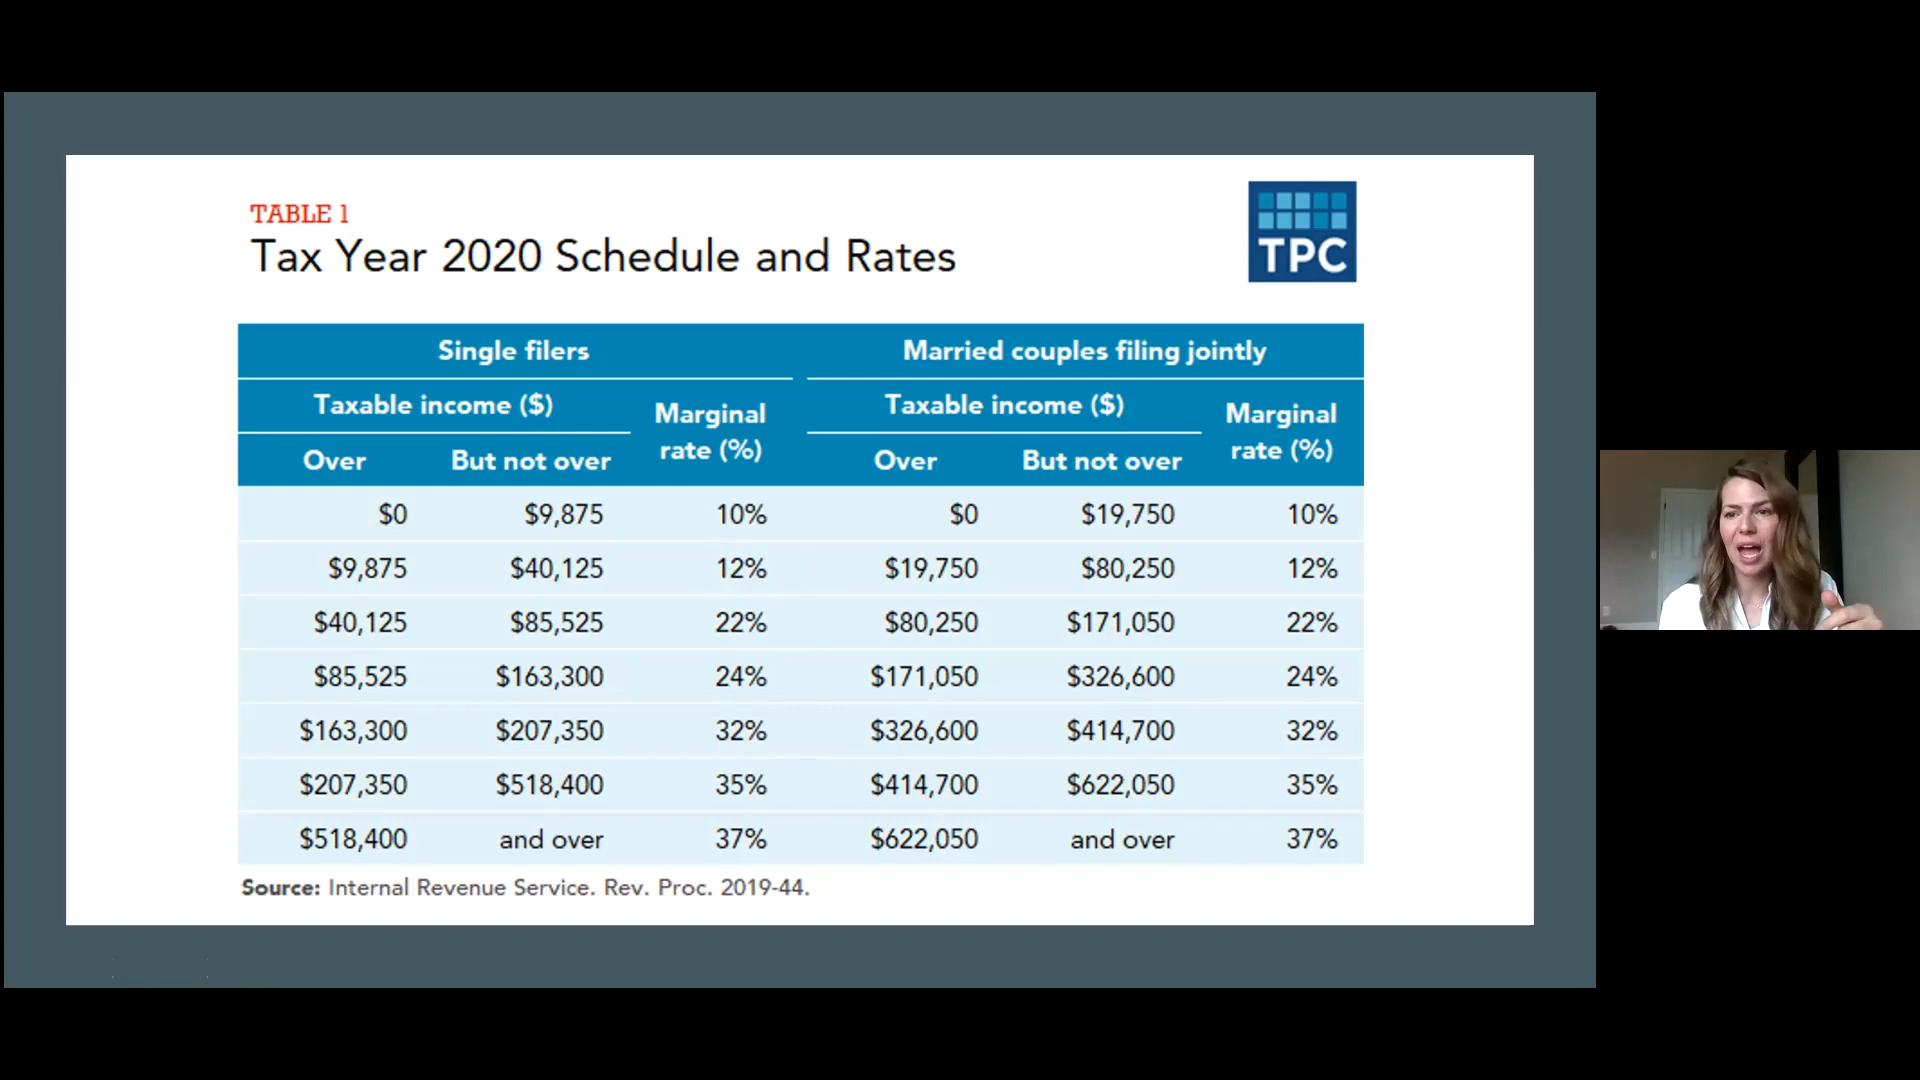 TABLE 1
Tax Year 2020 Schedule and Rates
TPC
Single filers Married couples filing jointly
Taxable income ($) Marginal rate (%) Taxable income ($) Marginal rate (%)
Over But not over Over But not over
$0 $9,875 10% $0 $19,750 10%
$9,875 $40,125 12% $19,750 $80,250 12%
$40,125 $85,525 22% $80,250 $171,050 22%
$85,525 $163,300 24% $171,050 $326,600 24%
$163,300 $207,350 32% $326,600 $414,700 32%
$207,350 $518,400 35% $414,700 $622,050 35%
$518,400 and over 37% $622,050 and over 37%
Source: Internal Revenue Service. Rev. Proc. 2019-44.